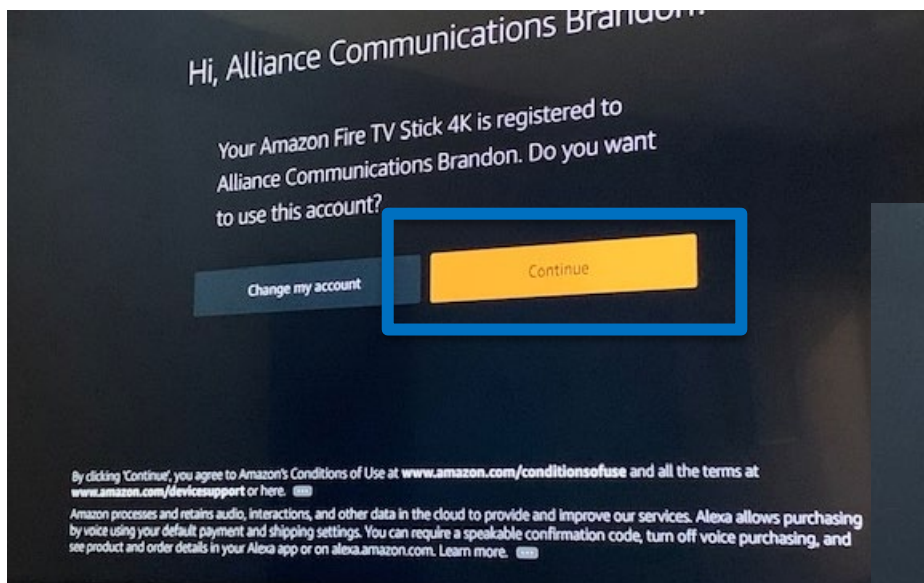 Hi, Alliance Communications Brandon!
Your Amazon Fire TV Stick 4K is registered to
Alliance Communications Brandon. Do you want
to use this account?
Change my account
Continue
By clicking 'Continue', you agree to Amazon's Conditions of Use at www.amazon.com/conditionsofuse and all the terms at
www.amazon.com/devicesupport or here.
Amazon processes and retains audio, interactions, and other data in the cloud to provide and improve our services. Alexa allows purchasing
by voice using your default payment and shipping settings. You can require a speakable confirmation code, turn off voice purchasing, and
see product and order details in your Alexa app or on alexa.amazon.com. Learn more.